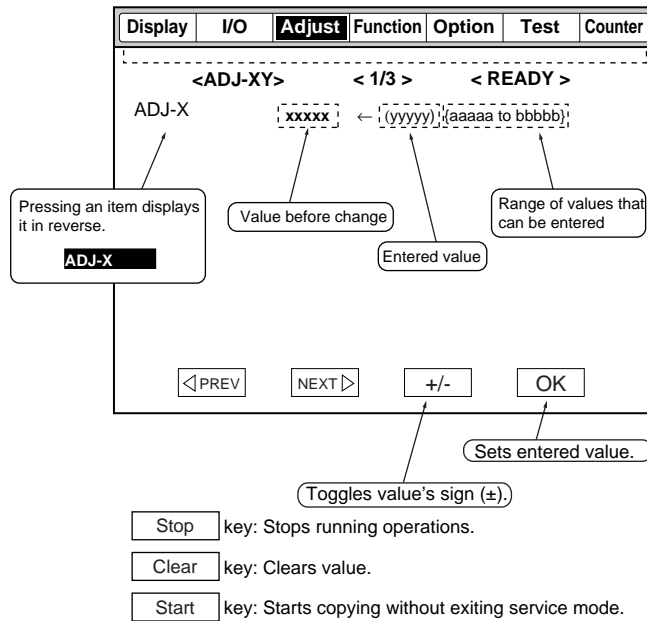 Display I/O Adjust Function Option Test Counter
<ADJ-XY> < 1/3 > < READY >
ADJ-X xxxxx ← (yyyyy) {aaaaa to bbbbb}
Pressing an item displays
it in reverse.
ADJ-X
Value before change
Entered value
Range of values that
can be entered
PREV NEXT +/- OK
Sets entered value.
Toggles value's sign (±).
Stop key: Stops running operations.
Clear key: Clears value.
Start key: Starts copying without exiting service mode.